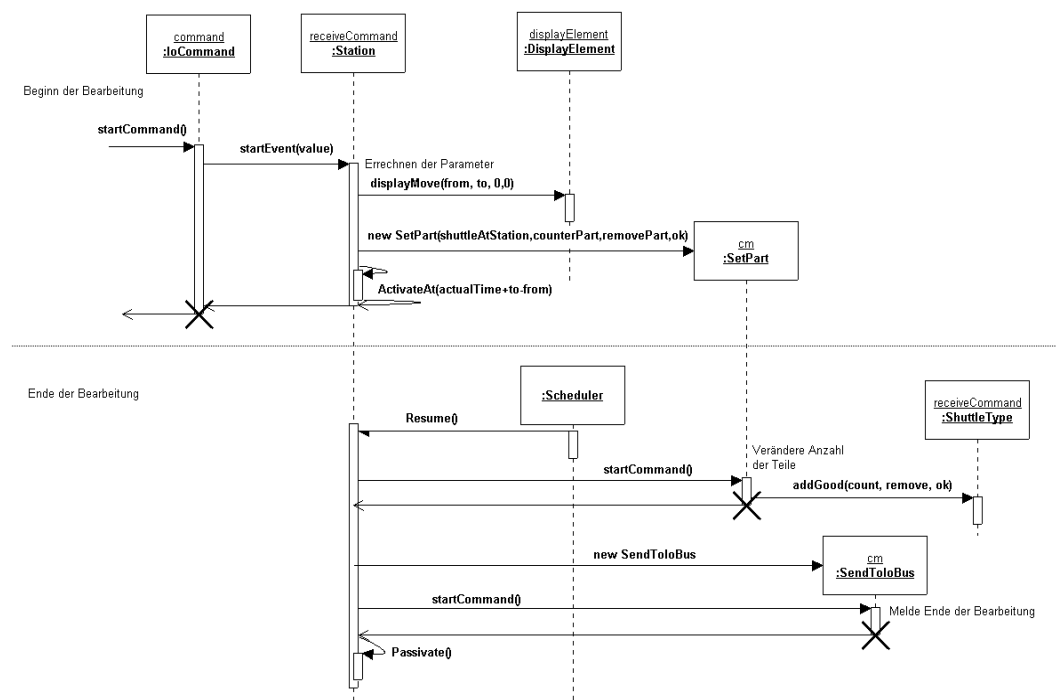 command
:IoCommand
receiveCommand
:Station
displayElement
:DisplayElement
Beginn der Bearbeitung
startCommand()
startEvent(value)
Errechnen der Parameter
displayMove(from, to, 0,0)
new SetPart(shuttleAtStation,counterPart,removePart,ok)
cm
:SetPart
ActivateAt(actualTime+to-from)
Ende der Bearbeitung
:Scheduler
receiveCommand
:ShuttleType
Resume()
Verändere Anzahl
der Teile
startCommand()
addGood(count, remove, ok)
new SendToIoBus
cm
:SendToIoBus
startCommand()
Melde Ende der Bearbeitung
Passivate()